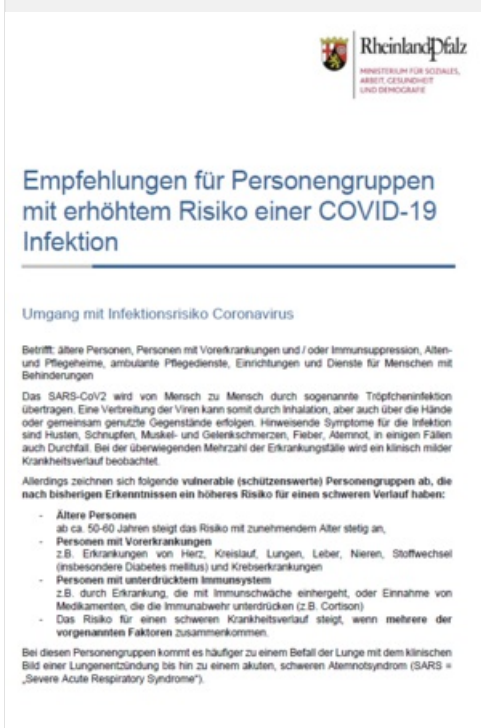 RheinlandPfalz
MINISTERIUM FÜR SOZIALES,
ARBEIT, GESUNDHEIT
UND DEMOGRAFIE
Empfehlungen für Personengruppen
mit erhöhtem Risiko einer COVID-19
Infektion
Umgang mit Infektionsrisiko Coronavirus
Betrifft: ältere Personen, Personen mit Vorerkrankungen und / oder Immunsuppression, Alten-
und Pflegeheime, ambulante Pflegedienste, Einrichtungen und Dienste für Menschen mit
Behinderungen
Das SARS-CoV2 wird von Mensch zu Mensch durch sogenannte Tröpfcheninfektion
übertragen. Eine Verbreitung der Viren kann somit durch Inhalation, aber auch über die Hände
oder gemeinsam genutzte Gegenstände erfolgen. Hinweisende Symptome für die Infektion
sind Husten, Schnupfen, Muskel- und Gelenkschmerzen, Fieber, Atemnot, in einigen Fällen
auch Durchfall. Bei der überwiegenden Mehrzahl der Erkrankungsfälle wird ein klinisch milder
Krankheitsverlauf beobachtet.
Allerdings zeichnen sich folgende vulnerable (schützenswerte) Personengruppen ab, die
nach bisherigen Erkenntnissen ein höheres Risiko für einen schweren Verlauf haben:
- Ältere Personen
ab ca. 50-60 Jahren steigt das Risiko mit zunehmendem Alter stetig an,
- Personen mit Vorerkrankungen
z.B. Erkrankungen von Herz, Kreislauf, Lungen, Leber, Nieren, Stoffwechsel
(insbesondere Diabetes mellitus) und Krebserkrankungen
- Personen mit unterdrücktem Immunsystem
z.B. durch Erkrankung, die mit Immunschwäche einhergeht, oder Einnahme von
Medikamenten, die die Immunabwehr unterdrücken (z.B. Cortison)
- Das Risiko für einen schweren Krankheitsverlauf steigt, wenn mehrere der
vorgenannten Faktoren zusammenkommen.
Bei diesen Personengruppen kommt es häufiger zu einem Befall der Lunge mit dem klinischen
Bild einer Lungenentzündung bis hin zu einem akuten, schweren Atemnotsyndrom (SARS =
„Severe Acute Respiratory Syndrome“).